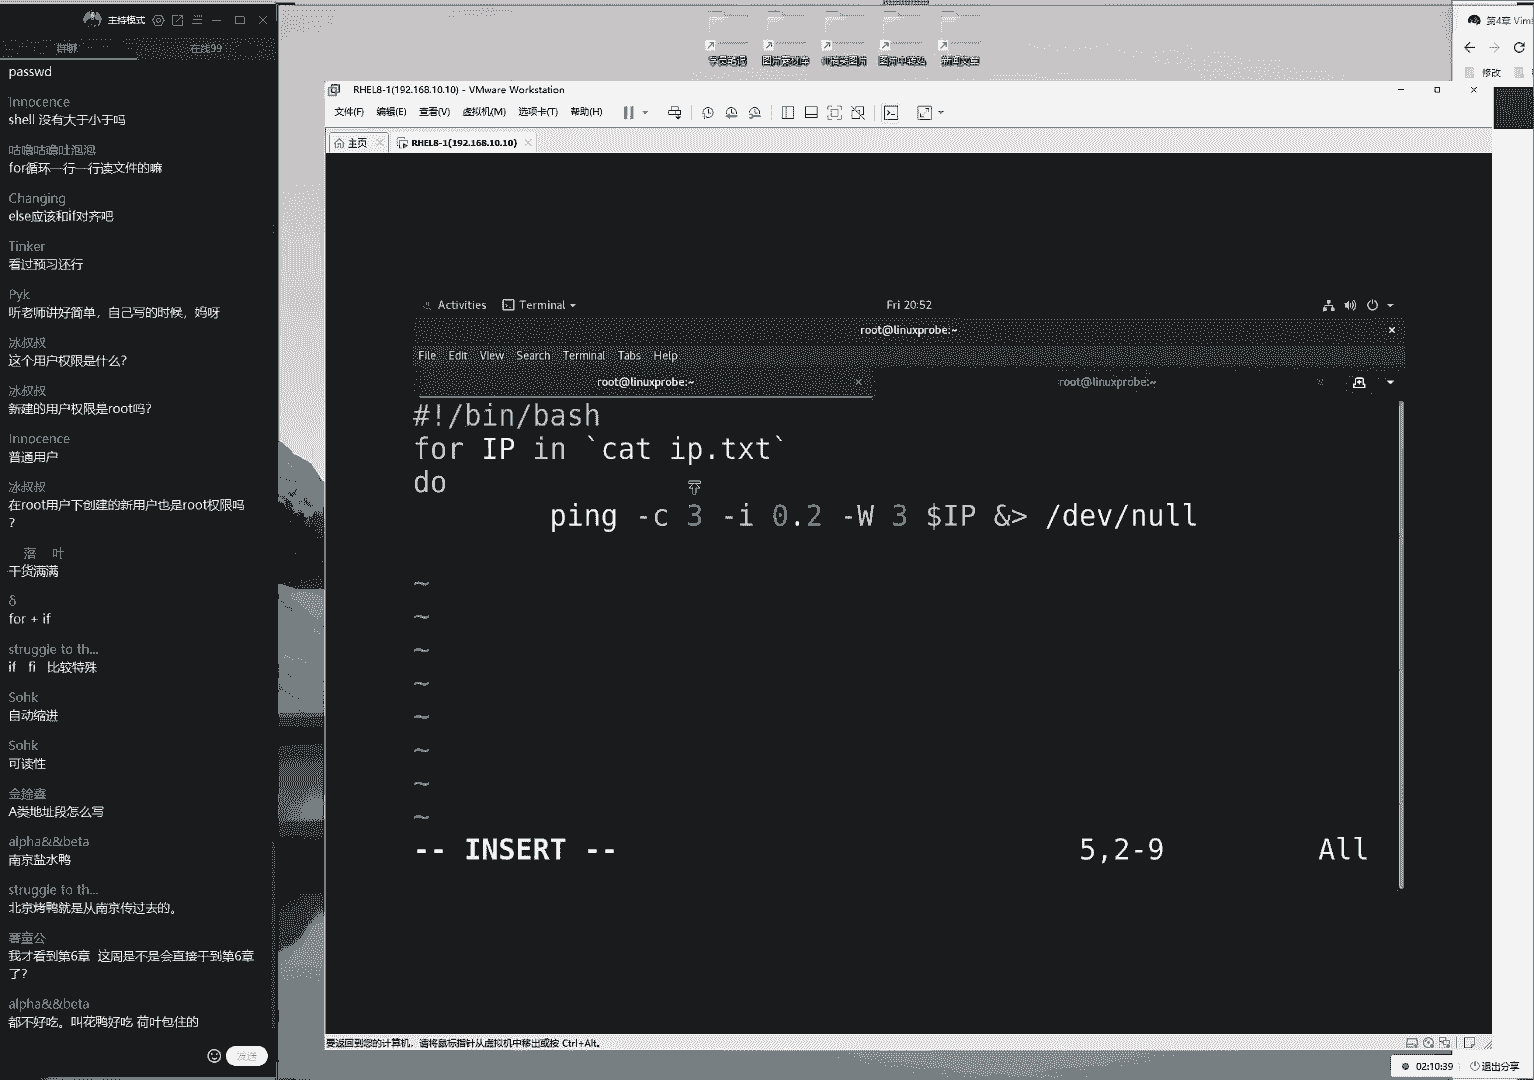 主持模式
群聊
在线99
passwd
Innocence
shell 没有大于小于吗
咕噜咕噜吐泡泡
for循环一行一行读文件的嘛
Changing
else应该和if对齐吧
Tinker
看过预习还行
Pyk
听老师讲好简单，自己写的时候，妈呀
冰叔叔
这个用户权限是什么?
冰叔叔
新建的用户权限是root吗?
Innocence
普通用户
冰叔叔
在root用户下创建的新用户也是root权限吗
?
落 叶
干货满满
δ
for + if
struggle to th...
if fi 比较特殊
Sohk
自动缩进
Sohk
可读性
金銓鑫
A类地址段怎么写
alpha&&beta
南京盐水鸭
struggle to th...
北京烤鸭就是从南京传过去的。
薯童公
我才看到第6章 这周是不是会直接干到第6章
了?
alpha&&beta
都不好吃。叫花鸭好吃 荷叶包住的
发送
RHEL8-1(192.168.10.10) - VMware Workstation
文件(F) 编辑(E) 查看(V) 虚拟机(M) 选项卡(T) 帮助(H)
主页
RHEL8-1(192.168.10.10)
Activities
Terminal
Fri 20:52
root@linuxprobe:~
File Edit View Search Terminal Tabs Help
root@linuxprobe:~
root@linuxprobe:~
#!/bin/bash
for IP in `cat ip.txt`
do
ping -c 3 -i 0.2 -W 3 $IP &> /dev/null
~
~
~
~
~
~
~
~
-- INSERT --
5,2-9
All
要返回到您的计算机，请将鼠标指针从虚拟机中移出或按 Ctrl+Alt。
第4章 Vim
修改
02:10:39
退出分享